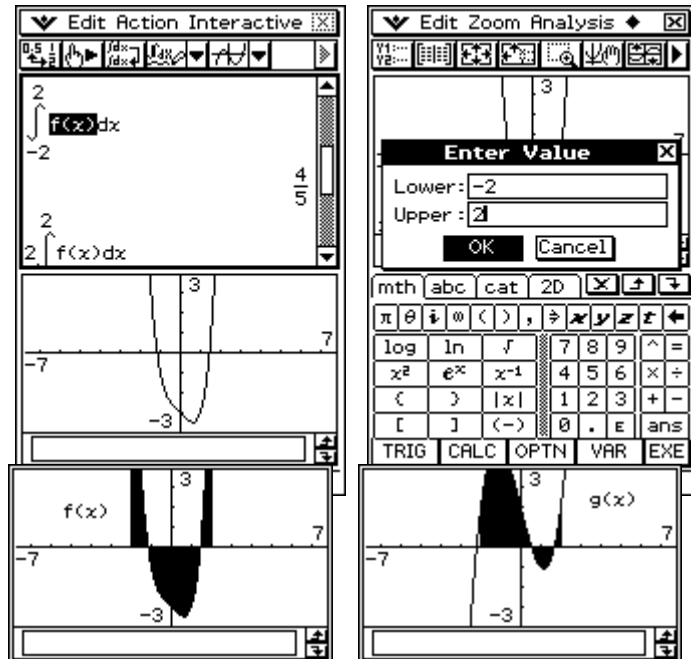 Edit Action Interactive
2
∫ f(x)dx
-2
4
5
2
2 ∫ f(x)dx
3
7
-7
-3
Edit Zoom Analysis ◆
3
7
Enter Value
Lower: -2
Upper : 2
OK Cancel
mth abc cat 2D
π θ i ∞ ( ) , ⇒ x y z t ←
log ln √ 7 8 9 ^ =
x² eˣ x⁻¹ 4 5 6 × ÷
( ) |x| 1 2 3 + -
[ ] (-) 0 . E ans
TRIG CALC OPTN VAR EXE
f(x)
3
7
-7
-3
g(x)
3
7
-7
-3